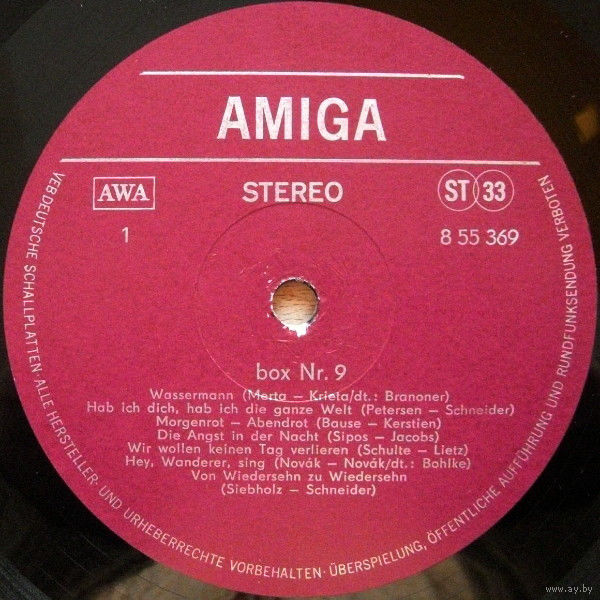 AMIGA
AWA
STEREO
ST 33
1
8 55 369
box Nr. 9
Wassermann (Merta – Krieta/dt.: Branoner)
Hab ich dich, hab ich die ganze Welt (Petersen – Schneider)
Morgenrot – Abendrot (Bause – Kerstien)
Die Angst in der Nacht (Sipos – Jacobs)
Wir wollen keinen Tag verlieren (Schulte – Lietz)
Hey, Wanderer, sing (Novák – Novák/dt.: Bohlke)
Von Wiedersehn zu Wiedersehn
(Siebholz – Schneider)
VEB DEUTSCHE SCHALLPLATTEN · ALLE HERSTELLER- UND URHEBERRECHTE VORBEHALTEN · ÜBERSPIELUNG, ÖFFENTLICHE AUFFÜHRUNG UND RUNDFUNKSENDUNG VERBOTEN
www.ay.by